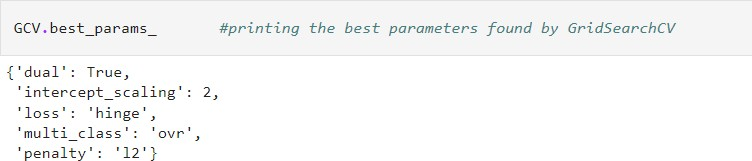 GCV.best_params_ #printing the best parameters found by GridSearchCV
{'dual': True,
'intercept_scaling': 2,
'loss': 'hinge',
'multi_class': 'ovr',
'penalty': 'l2'}